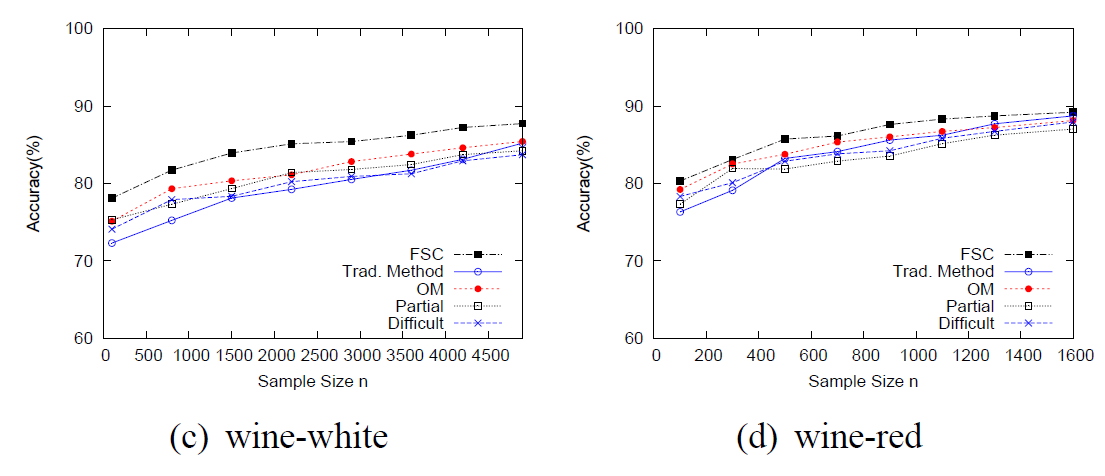 100
90
80
70
60
Accuracy(%)
FSC
Trad. Method
OM
Partial
Difficult
0 500 1000 1500 2000 2500 3000 3500 4000 4500
Sample Size n
(c) wine-white
100
90
80
70
60
Accuracy(%)
FSC
Trad. Method
OM
Partial
Difficult
0 200 400 600 800 1000 1200 1400 1600
Sample Size n
(d) wine-red